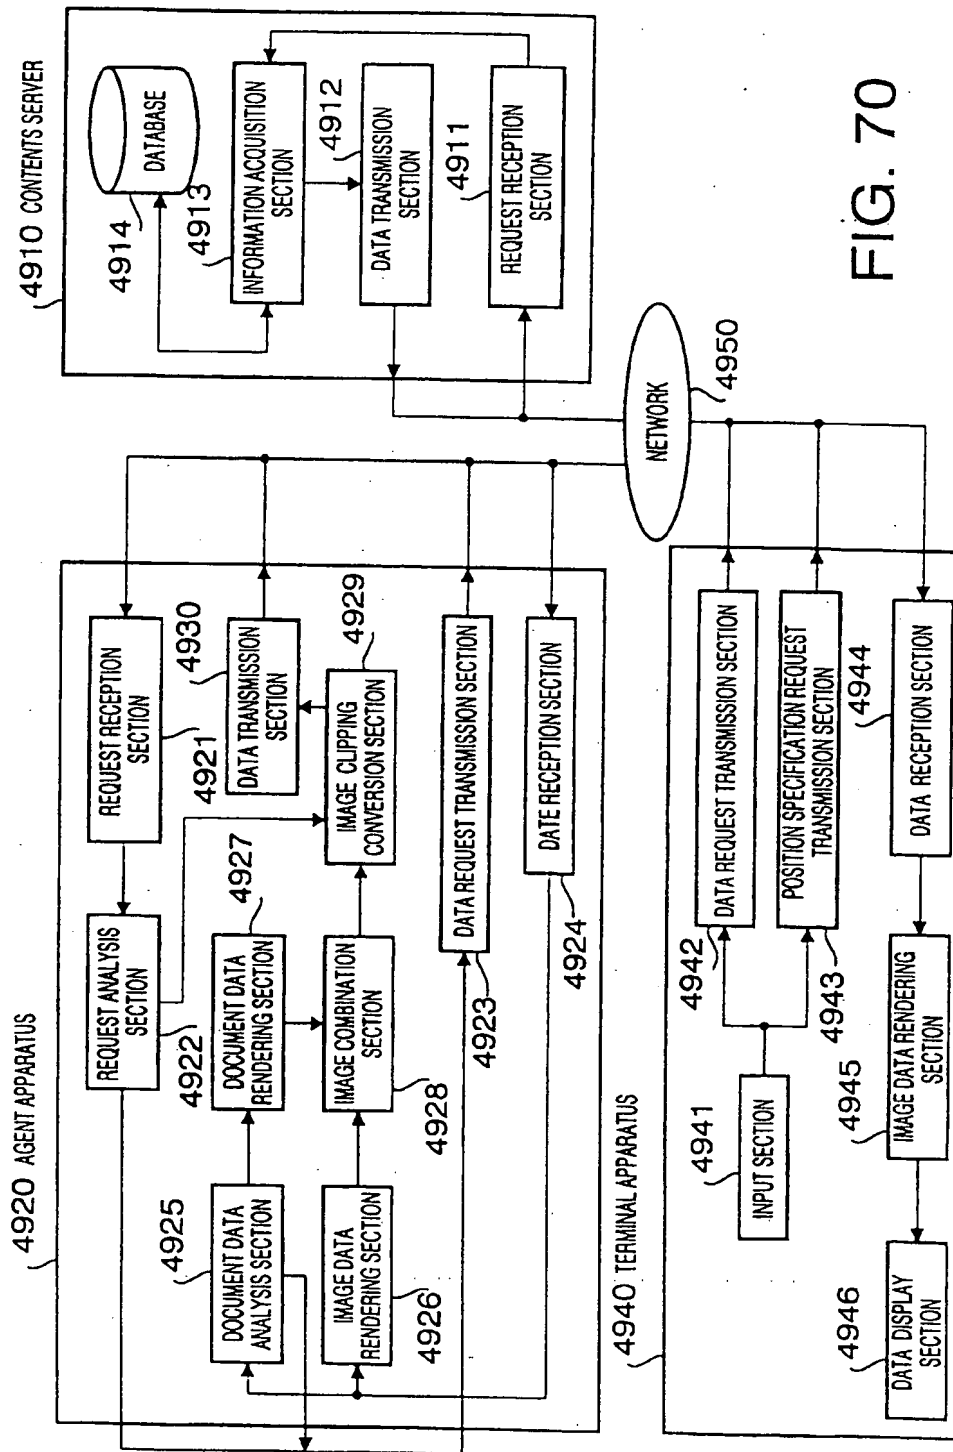 4920 AGENT APPARATUS
REQUEST RECEPTION
SECTION
4921
REQUEST ANALYSIS
SECTION
4922
4930
DATA TRANSMISSION
SECTION
4929
IMAGE CLIPPING
CONVERSION SECTION
4927
DOCUMENT DATA
RENDERING SECTION
IMAGE COMBINATION
SECTION
4928
4925
DOCUMENT DATA
ANALYSIS SECTION
IMAGE DATA
RENDERING SECTION
4926
DATA REQUEST TRANSMISSION SECTION
4923
DATE RECEPTION SECTION
4924
4910 CONTENTS SERVER
DATABASE
4914
4913
INFORMATION ACQUISITION
SECTION
4912
DATA TRANSMISSION
SECTION
4911
REQUEST RECEPTION
SECTION
NETWORK
4950
4940 TERMINAL APPARATUS
4941
INPUT SECTION
DATA REQUEST TRANSMISSION SECTION
4942
POSITION SPECIFICATION REQUEST
TRANSMISSION SECTION
4943
4944
DATA RECEPTION SECTION
4945
IMAGE DATA RENDERING
SECTION
4946
DATA DISPLAY
SECTION
FIG. 70